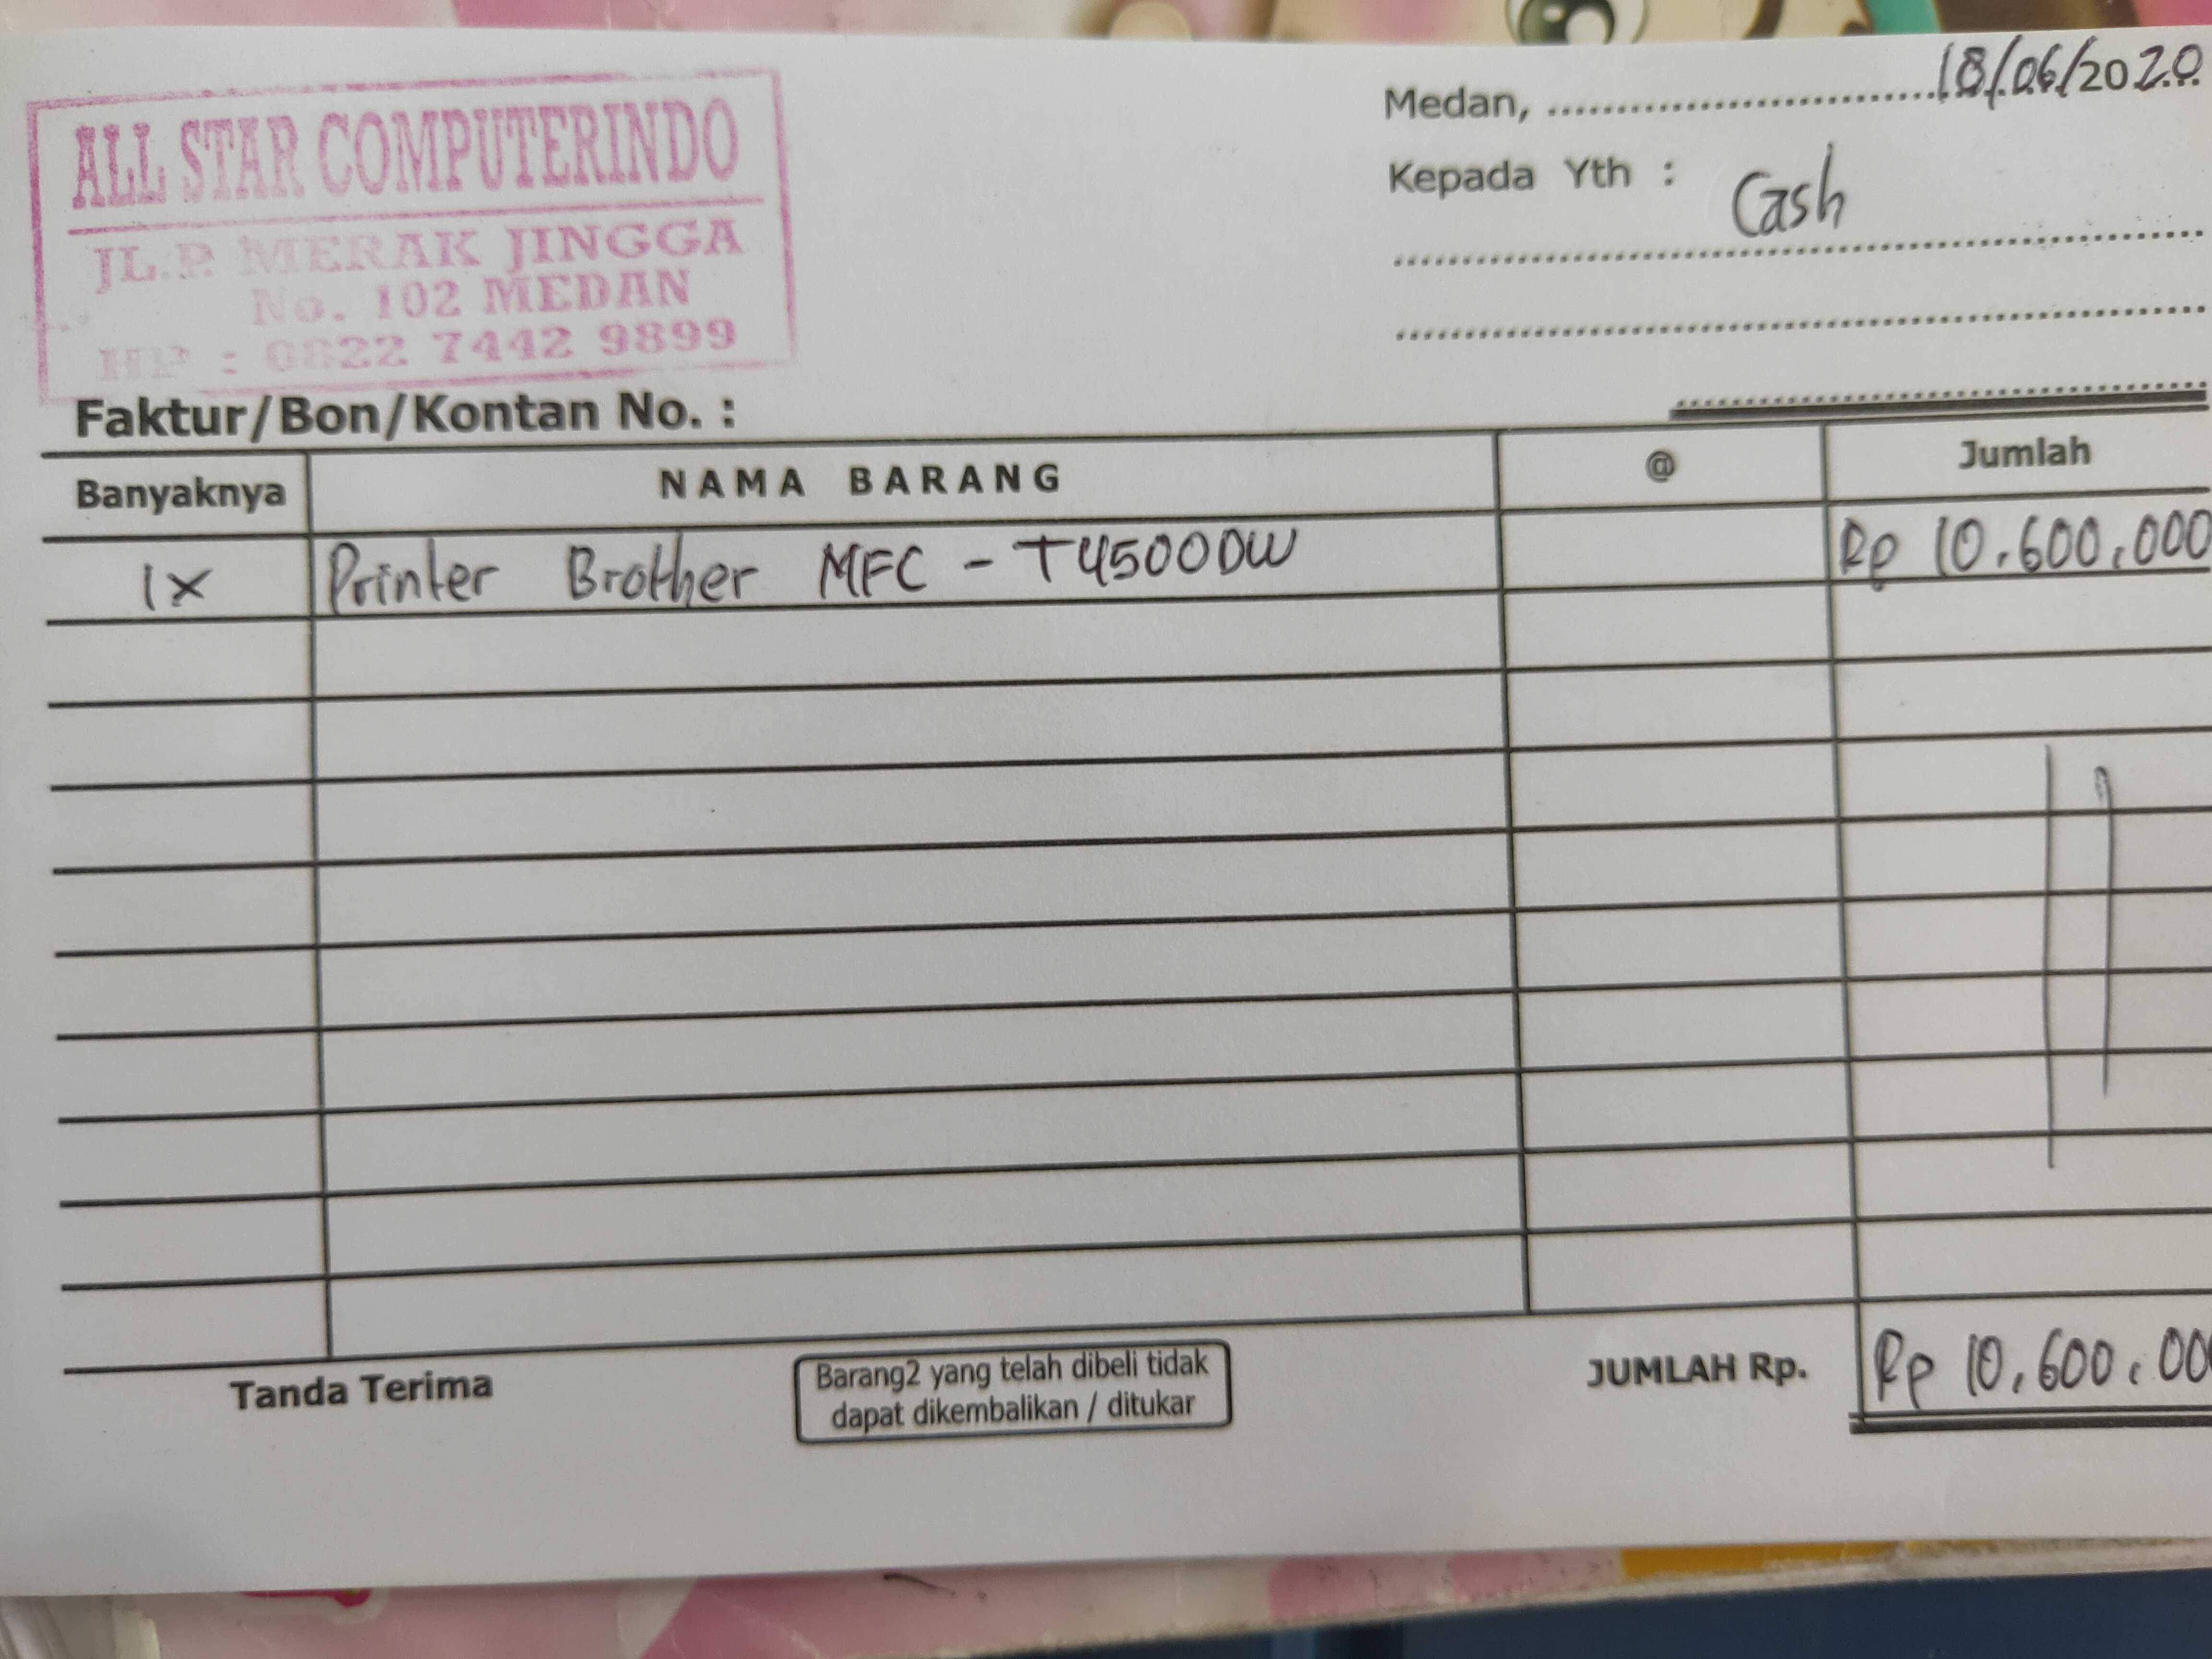 ALL STAR COMPUTERINDO
JL.P. MERAK JINGGA
No. 102 MEDAN
HP : 0822 7442 9899
Medan, 18/06/2020
Kepada Yth : Cash
Faktur/Bon/Kontan No. :
Banyaknya NAMA BARANG @ Jumlah
1x Printer Brother MFC - T4500DW Rp 10.600.000
Tanda Terima
Barang2 yang telah dibeli tidak
dapat dikembalikan / ditukar
JUMLAH Rp. Rp 10.600.00